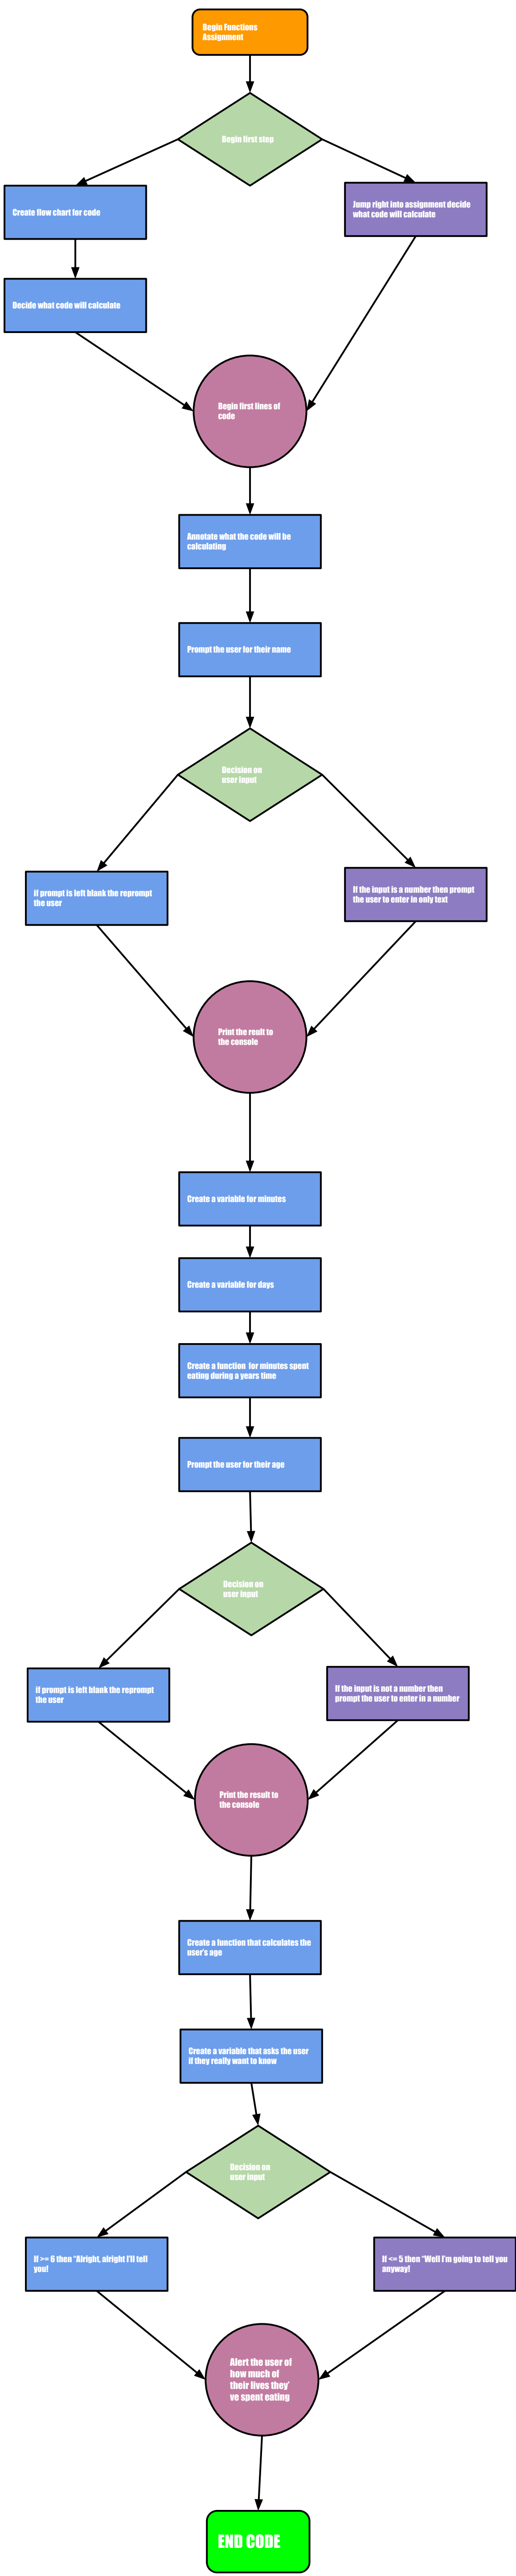 Begin Functions
Assignment
Begin first step
Create flow chart for code
Jump right into assignment decide
what code will calculate
Decide what code will calculate
Begin first lines of
code
Annotate what the code will be
calculating
Prompt the user for their name
Decision on
user input
if prompt is left blank the reprompt
the user
If the input is a number then prompt
the user to enter in only text
Print the reult to
the console
Create a variable for minutes
Create a variable for days
Create a function for minutes spent
eating during a years time
Prompt the user for their age
Decision on
user input
if prompt is left blank the reprompt
the user
If the input is not a number then
prompt the user to enter in a number
Print the result to
the console
Create a function that calculates the
user's age
Create a variable that asks the user
if they really want to know
Decision on
user input
If >= 6 then "Alright, alright I'll tell
you!
If <= 5 then "Well I'm going to tell you
anyway!
Alert the user of
how much of
their lives they'
ve spent eating
END CODE